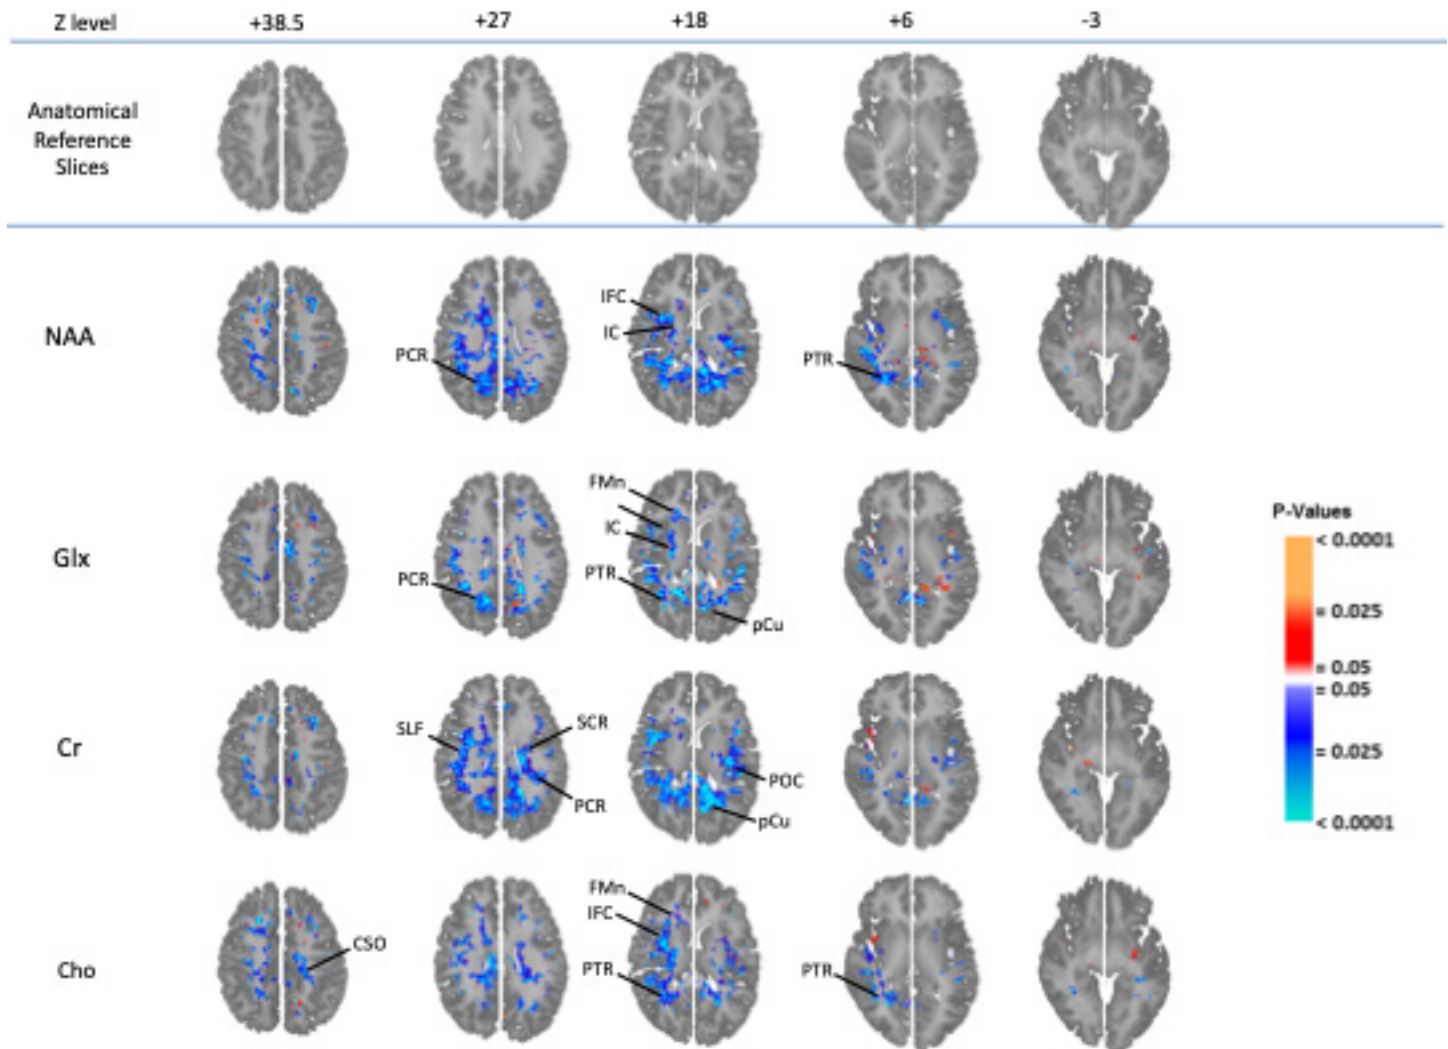 Z level +38.5 +27 +18 +6 -3
Anatomical
Reference
Slices
NAA
PCR
IFC
IC
PTR
Glx
PCR
FMn
IC
PTR
pCu
Cr
SLF
SCR
PCR
POC
pCu
Cho
CSO
FMn
IFC
PTR
PTR
P-Values
< 0.0001
= 0.025
= 0.05
= 0.05
= 0.025
< 0.0001